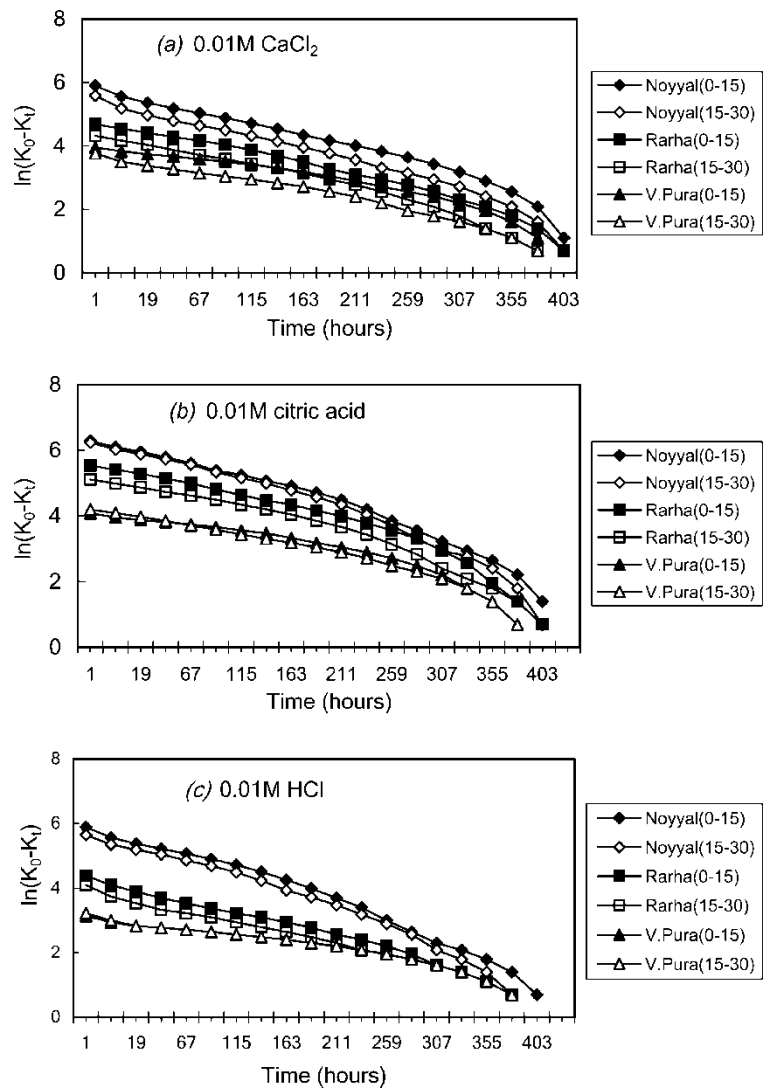 (a) 0.01M CaCl₂
8
6
4
2
0
ln(K₀-Kₜ)
1 19 67 115 163 211 259 307 355 403
Time (hours)
Noyyal(0-15)
Noyyal(15-30)
Rarha(0-15)
Rarha(15-30)
V.Pura(0-15)
V.Pura(15-30)
(b) 0.01M citric acid
8
6
4
2
0
ln(K₀-Kₜ)
1 19 67 115 163 211 259 307 355 403
Time (hours)
Noyyal(0-15)
Noyyal(15-30)
Rarha(0-15)
Rarha(15-30)
V.Pura(0-15)
V.Pura(15-30)
(c) 0.01M HCl
8
6
4
2
0
ln(K₀-Kₜ)
1 19 67 115 163 211 259 307 355 403
Time (hours)
Noyyal(0-15)
Noyyal(15-30)
Rarha(0-15)
Rarha(15-30)
V.Pura(0-15)
V.Pura(15-30)